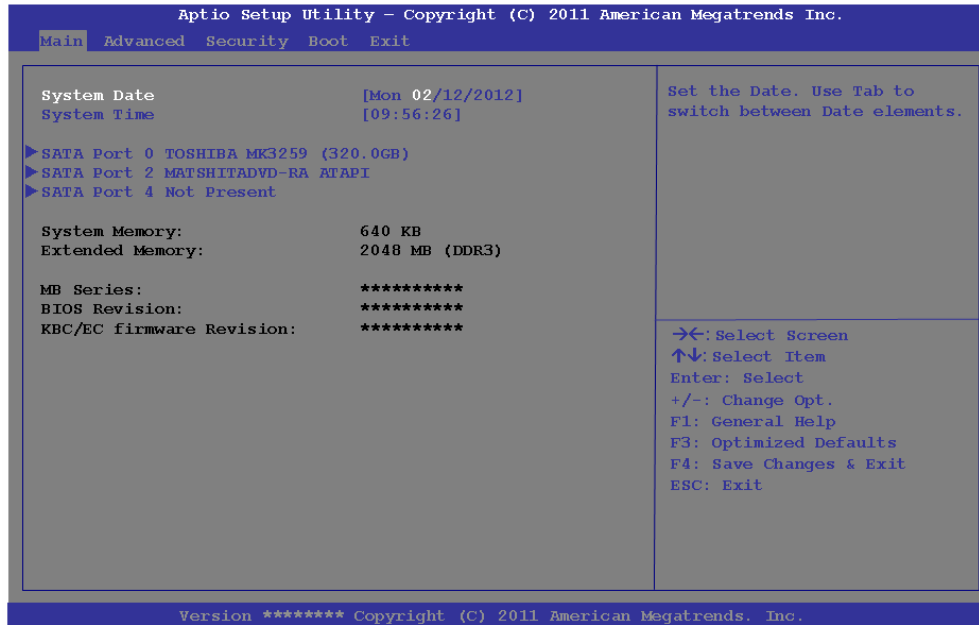 Aptio Setup Utility – Copyright (C) 2011 American Megatrends Inc.
Main Advanced Security Boot Exit
System Date [Mon 02/12/2012]
System Time [09:56:26]
▶SATA Port 0 TOSHIBA MK3259 (320.0GB)
▶SATA Port 2 MATSHITADVD-RA ATAPI
▶SATA Port 4 Not Present
System Memory: 640 KB
Extended Memory: 2048 MB (DDR3)
MB Series: **********
BIOS Revision: **********
KBC/EC firmware Revision: **********
Set the Date. Use Tab to
switch between Date elements.
→←:Select Screen
↑↓:Select Item
Enter: Select
+/-: Change Opt.
F1: General Help
F3: Optimized Defaults
F4: Save Changes & Exit
ESC: Exit
Version ******** Copyright (C) 2011 American Megatrends. Inc.